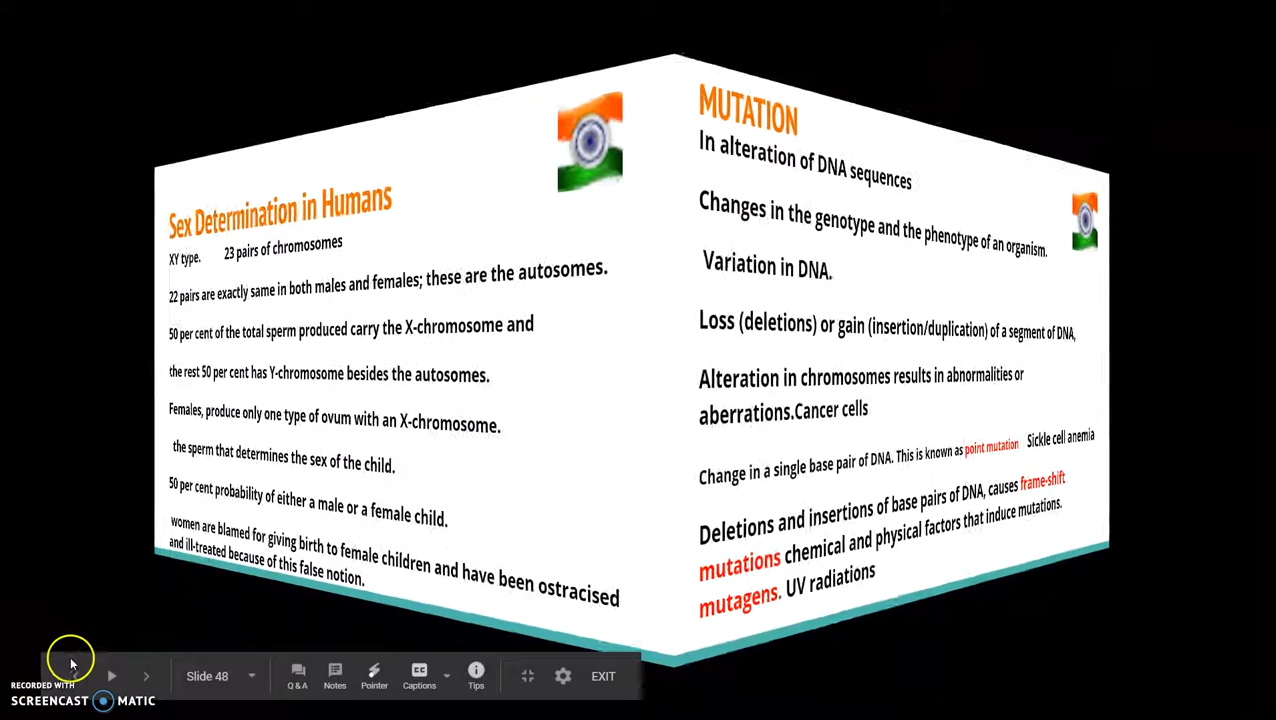 Sex Determination in Humans
XY type. 23 pairs of chromosomes
22 pairs are exactly same in both males and females; these are the autosomes.
50 per cent of the total sperm produced carry the X-chromosome and
the rest 50 per cent has Y-chromosome besides the autosomes.
Females, produce only one type of ovum with an X-chromosome.
the sperm that determines the sex of the child.
50 per cent probability of either a male or a female child.
women are blamed for giving birth to female children and have been ostracised
and ill-treated because of this false notion.
MUTATION
In alteration of DNA sequences
Changes in the genotype and the phenotype of an organism.
Variation in DNA.
Loss (deletions) or gain (insertion/duplication) of a segment of DNA,
Alteration in chromosomes results in abnormalities or
aberrations.Cancer cells
Change in a single base pair of DNA. This is known as point mutation Sickle cell anemia
Deletions and insertions of base pairs of DNA, causes frame-shift
mutations chemical and physical factors that induce mutations.
mutagens. UV radiations
Slide 48
Q & A
Notes
Pointer
CC
Captions
Tips
EXIT
RECORDED WITH
SCREENCAST MATIC